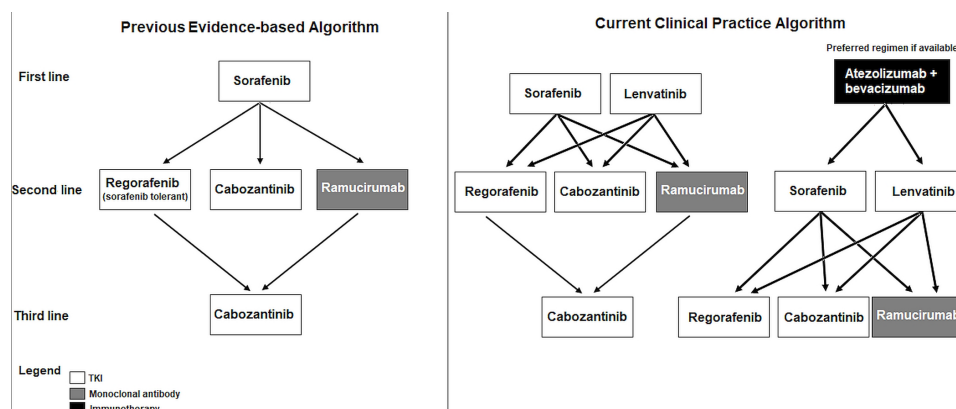 Previous Evidence-based Algorithm
First line
Sorafenib
Second line
Regorafenib
(sorafenib tolerant)
Cabozantinib
Ramucirumab
Third line
Cabozantinib
Legend
TKI
Monoclonal antibody
Immunotherapy
Current Clinical Practice Algorithm
Preferred regimen if available
Sorafenib
Lenvatinib
Atezolizumab +
bevacizumab
Regorafenib
Cabozantinib
Ramucirumab
Sorafenib
Lenvatinib
Cabozantinib
Regorafenib
Cabozantinib
Ramucirumab